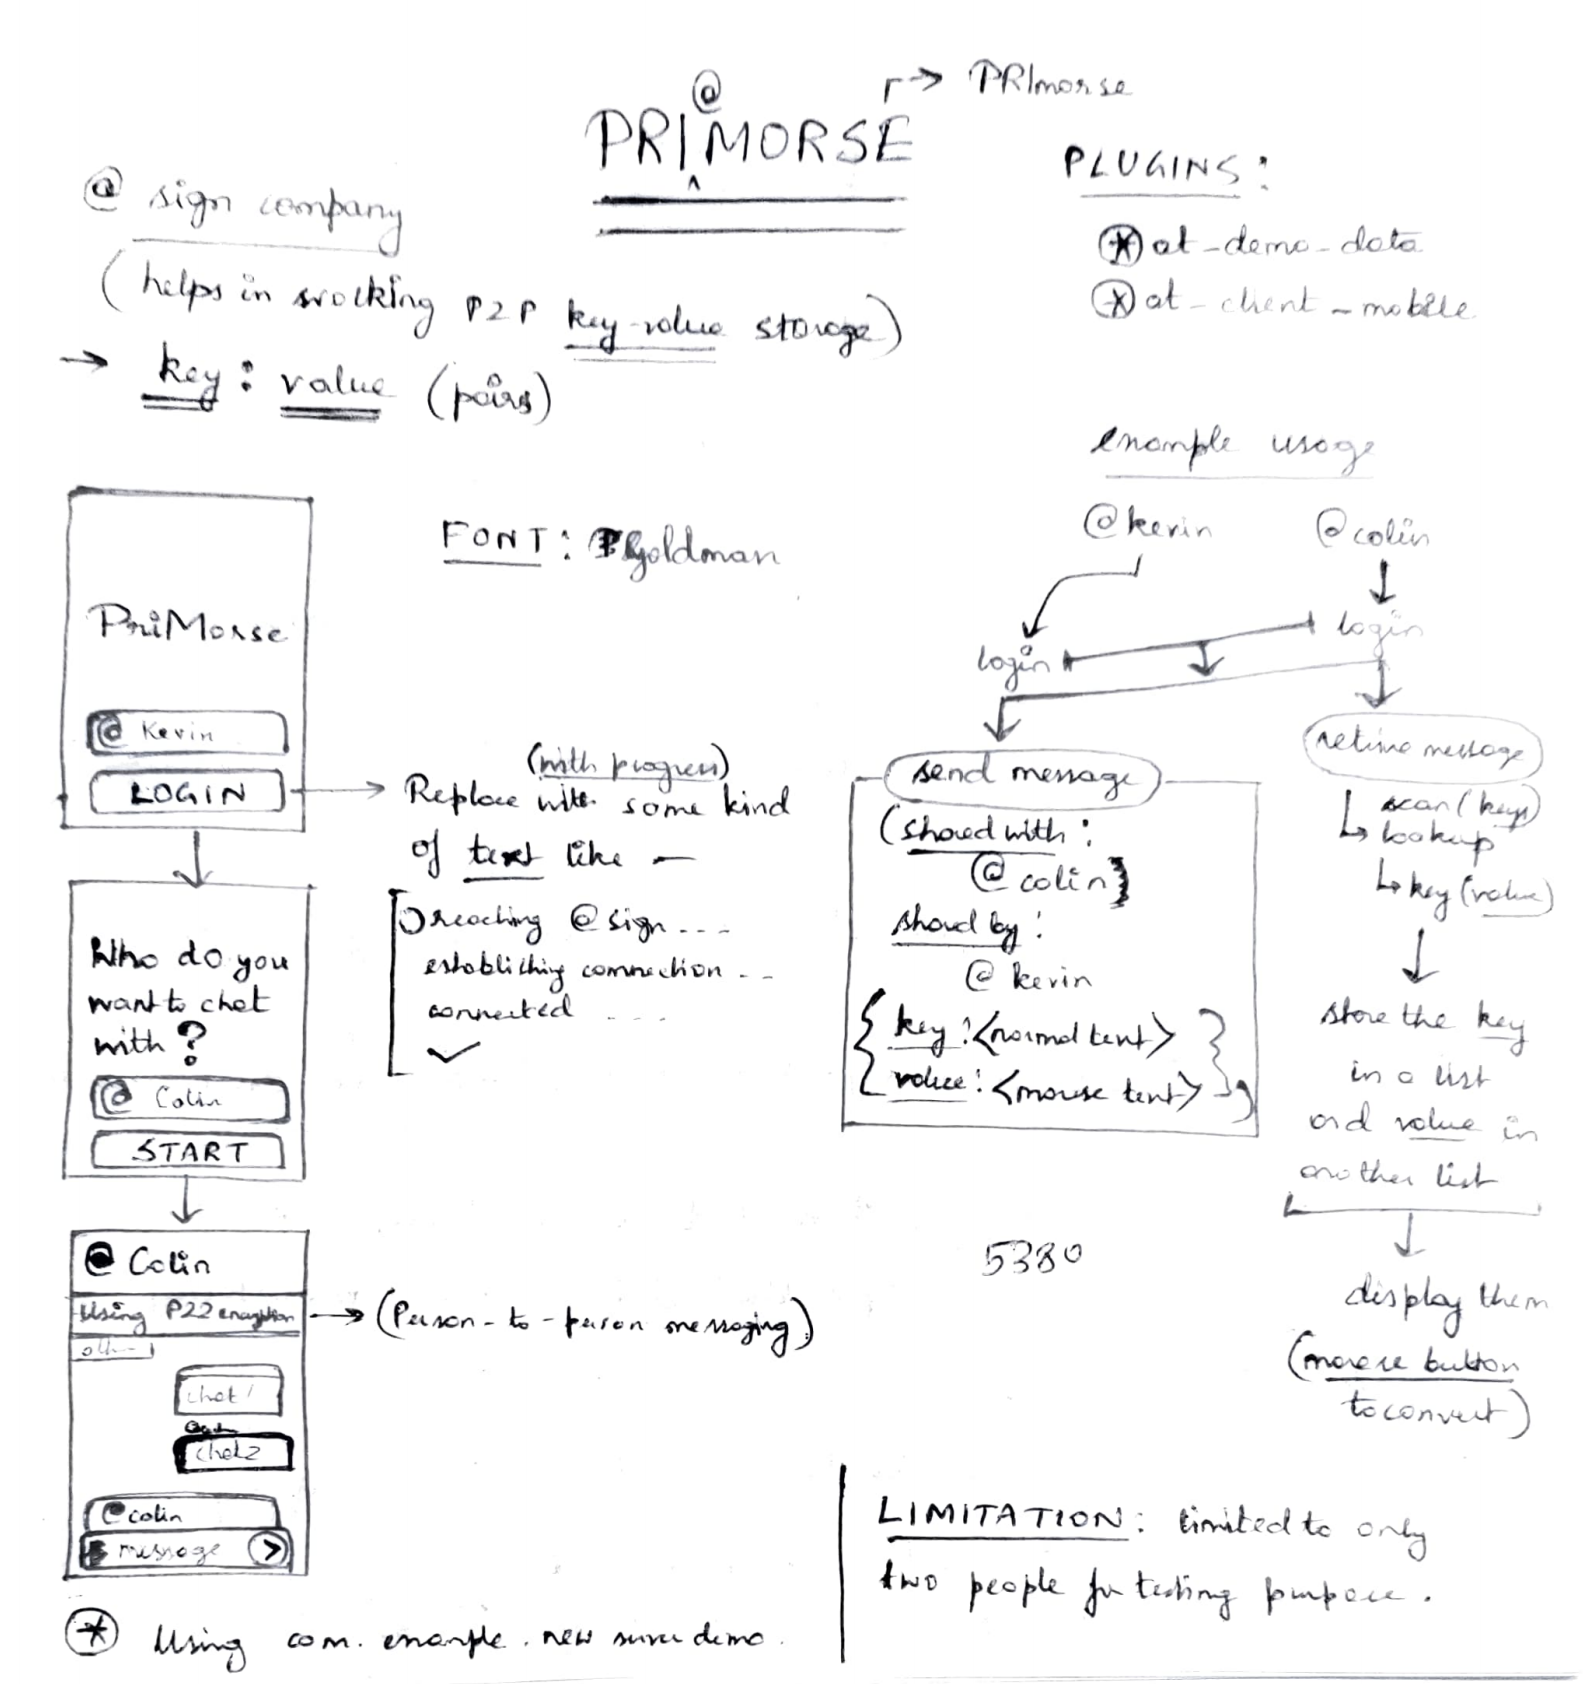 @
PRIMORSE
→ PRImorse
@ sign company
(helps in working P2P key-value storage)
→ key : value (pairs)
PLUGINS :
* at_demo_data
* at_client_mobile
FONT : Goldman
PriMorse
@ Kevin
LOGIN
(with progress)
Replace with some kind
of text like —
reaching @ sign ...
establishing connection ...
connected ....
✓
Who do you
want to chat
with ?
@ Colin
START
@ Colin
Using P22 encryption
→ (Person-to-person messaging)
chat 1
chat2
@colin
message >
* Using com. example. new server demo.
example usage
@kevin
@colin
login
login
send message
(shared with :
@ colin}
shared by :
@ kevin
{ key : <normal text>
value : <morse text> }
retrieve message
scan (keys)
↳ lookup
↳ key (value)
store the key
in a list
and value in
another list
display them
(morse button
to convert)
5380
LIMITATION : limited to only
two people for testing purpose.